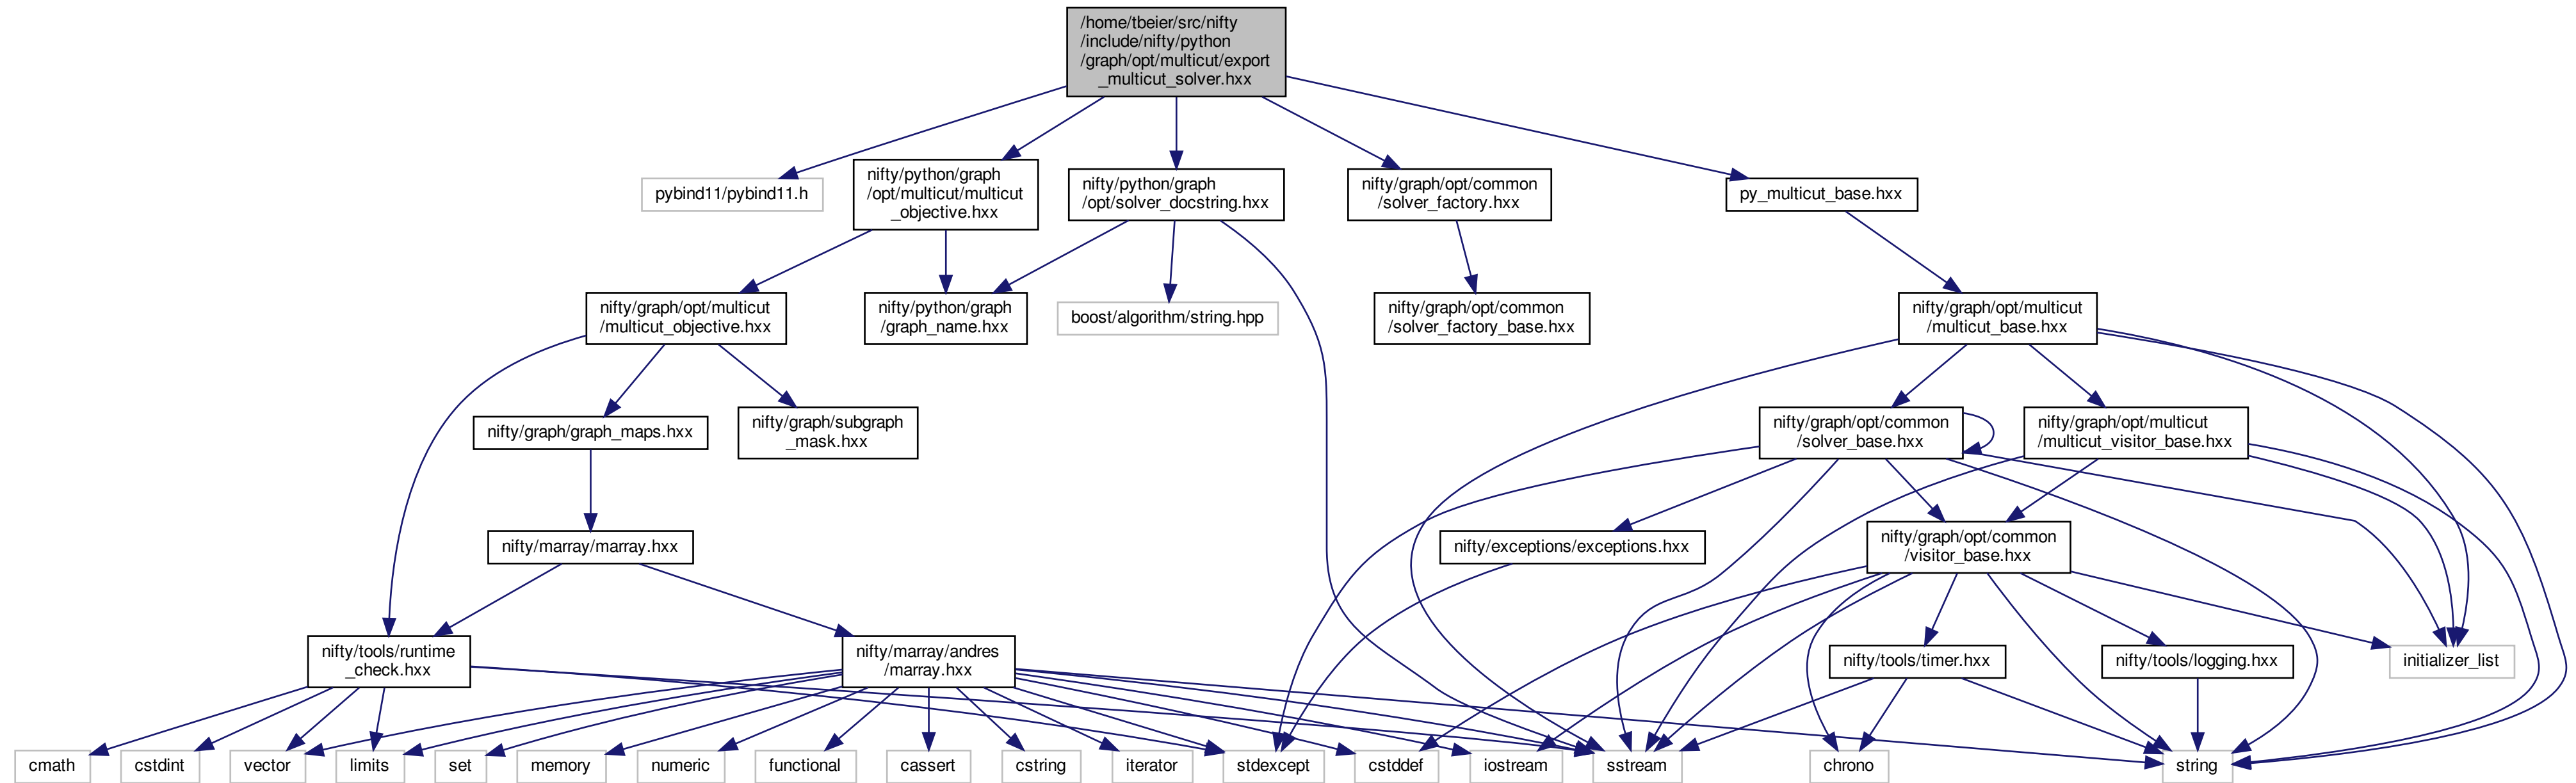 /home/tbeier/src/nifty
/include/nifty/python
/graph/opt/multicut/export
_multicut_solver.hxx
pybind11/pybind11.h
nifty/python/graph
/opt/multicut/multicut
_objective.hxx
nifty/python/graph
/opt/solver_docstring.hxx
nifty/graph/opt/common
/solver_factory.hxx
py_multicut_base.hxx
nifty/graph/opt/multicut
/multicut_objective.hxx
nifty/python/graph
/graph_name.hxx
boost/algorithm/string.hpp
nifty/graph/opt/common
/solver_factory_base.hxx
nifty/graph/opt/multicut
/multicut_base.hxx
nifty/graph/graph_maps.hxx
nifty/graph/subgraph
_mask.hxx
nifty/graph/opt/common
/solver_base.hxx
nifty/graph/opt/multicut
/multicut_visitor_base.hxx
nifty/marray/marray.hxx
nifty/exceptions/exceptions.hxx
nifty/graph/opt/common
/visitor_base.hxx
nifty/tools/runtime
_check.hxx
nifty/marray/andres
/marray.hxx
nifty/tools/timer.hxx
nifty/tools/logging.hxx
initializer_list
cmath
cstdint
vector
limits
set
memory
numeric
functional
cassert
cstring
iterator
stdexcept
cstddef
iostream
sstream
chrono
string